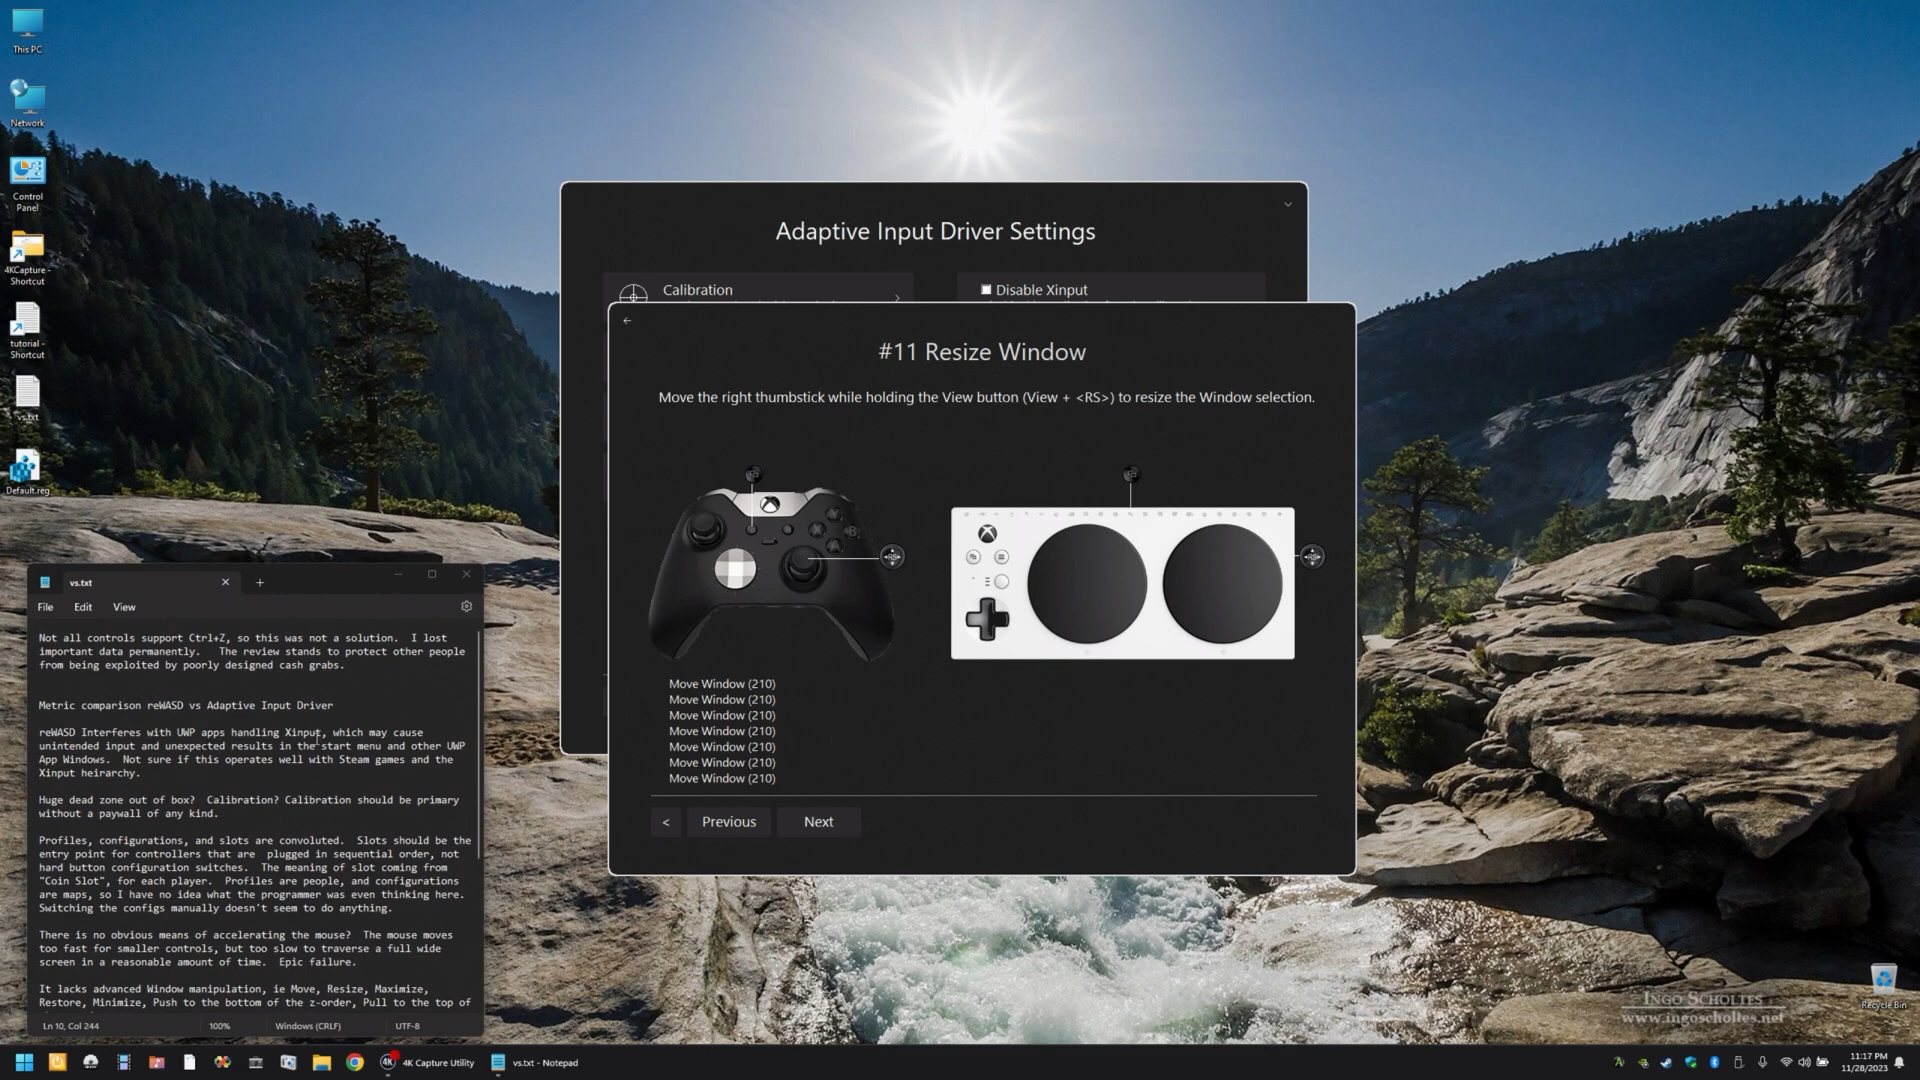 This PC
Network
Control
Panel
4KCapture -
Shortcut
tutorial -
Shortcut
vs.txt
Default.reg
Adaptive Input Driver Settings
Calibration
Disable Xinput
#11 Resize Window
Move the right thumbstick while holding the View button (View + <RS>) to resize the Window selection.
Move Window (210)
Move Window (210)
Move Window (210)
Move Window (210)
Move Window (210)
Move Window (210)
Move Window (210)
<
Previous
Next
vs.txt
File
Edit
View
Not all controls support Ctrl+Z, so this was not a solution.  I lost
important data permanently.   The review stands to protect other people
from being exploited by poorly designed cash grabs.
Metric comparison reWASD vs Adaptive Input Driver
reWASD Interferes with UWP apps handling Xinput, which may cause
unintended input and unexpected results in the start menu and other UWP
App Windows.  Not sure if this operates well with Steam games and the
Xinput heirarchy.
Huge dead zone out of box?  Calibration? Calibration should be primary
without a paywall of any kind.
Profiles, configurations, and slots are convoluted.  Slots should be the
entry point for controllers that are  plugged in sequential order, not
hard button configuration switches.  The meaning of slot coming from
"Coin Slot", for each player.  Profiles are people, and configurations
are maps, so I have no idea what the programmer was even thinking here.
Switching the configs manually doesn't seem to do anything.
There is no obvious means of accelerating the mouse?  The mouse moves
too fast for smaller controls, but too slow to traverse a full wide
screen in a reasonable amount of time.  Epic failure.
It lacks advanced Window manipulation, ie Move, Resize, Maximize,
Restore, Minimize, Push to the bottom of the z-order, Pull to the top of
Ln 10, Col 244
100%
Windows (CRLF)
UTF-8
Ingo Scholtes
www.ingoscholtes.net
Recycle Bin
4K
4K Capture Utility
vs.txt - Notepad
11:17 PM
11/28/2023